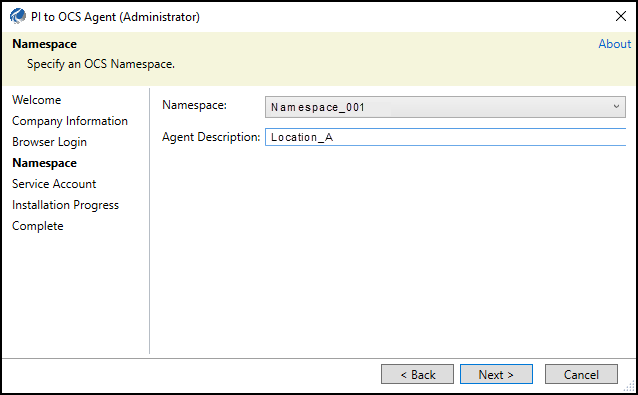 PI to OCS Agent (Administrator)
Namespace
About
Specify an OCS Namespace.
Welcome
Company Information
Browser Login
Namespace
Service Account
Installation Progress
Complete
Namespace:
Namespace_001
Agent Description:
Location_A
< Back
Next >
Cancel